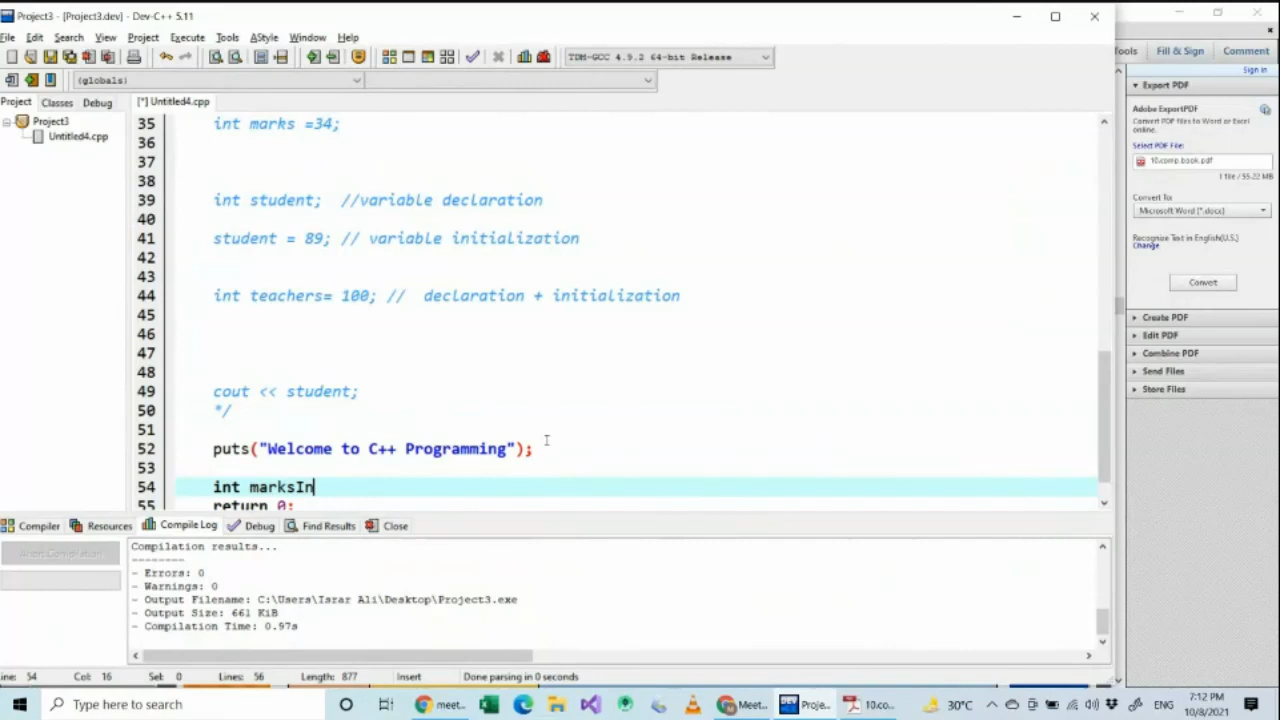 Project3 - [Project3.dev] - Dev-C++ 5.11
File Edit Search View Project Execute Tools AStyle Window Help
TDM-GCC 4.9.2 64-bit Release
(globals)
Project Classes Debug
[*] Untitled4.cpp
Project3
Untitled4.cpp
35 int marks =34;
36
37
38
39 int student; //variable declaration
40
41 student = 89; // variable initialization
42
43
44 int teachers= 100; // declaration + initialization
45
46
47
48
49 cout << student;
50 */
51
52 puts("Welcome to C++ Programming");
53
54 int marksIn
55 return 0;
Compiler Resources Compile Log Debug Find Results Close
Compilation results...
--------
- Errors: 0
- Warnings: 0
- Output Filename: C:\Users\Israr Ali\Desktop\Project3.exe
- Output Size: 661 KiB
- Compilation Time: 0.97s
Line: 54 Col: 16 Sel: 0 Lines: 56 Length: 877 Insert Done parsing in 0 seconds
Tools Fill & Sign Comment
Sign In
Export PDF
Adobe ExportPDF
Convert PDF files to Word or Excel
online.
Select PDF File:
10.comp.book.pdf
1 file / 55.22 MB
Convert To:
Microsoft Word (*.docx)
Recognize Text in English(U.S.)
Change
Convert
Create PDF
Edit PDF
Combine PDF
Send Files
Store Files
Type here to search
meet...
Meet...
Proje...
10.co...
30°C
ENG
7:12 PM
10/8/2021